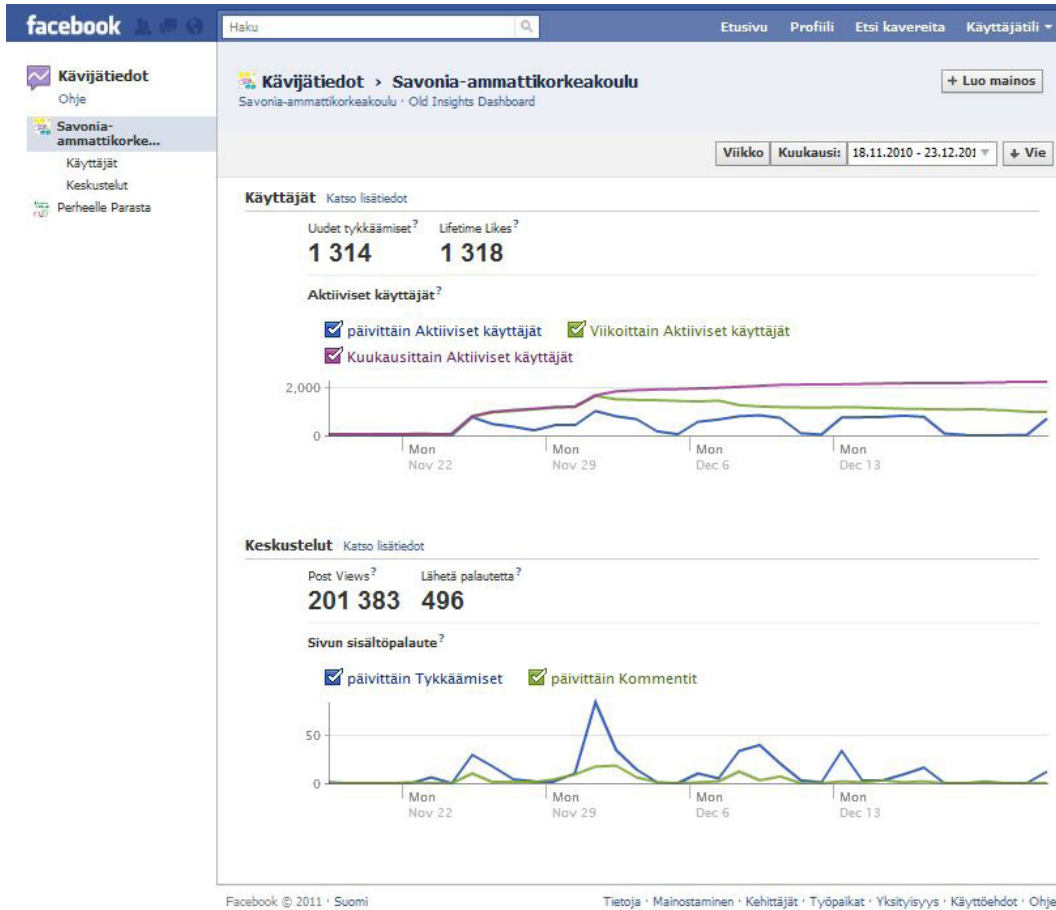 facebook
Haku
Etusivu Profiili Etsi kavereita Käyttäjätili
Kävijätiedot
Ohje
Savonia-
ammattikorke...
Käyttäjät
Keskustelut
Perheelle Parasta
Kävijätiedot › Savonia-ammattikorkeakoulu
Savonia-ammattikorkeakoulu · Old Insights Dashboard
+ Luo mainos
Viikko Kuukausi: 18.11.2010 - 23.12.201 Vie
Käyttäjät Katso lisätiedot
Uudet tykkäämiset? Lifetime Likes?
1 314 1 318
Aktiiviset käyttäjät?
päivittäin Aktiiviset käyttäjät Viikoittain Aktiiviset käyttäjät
Kuukausittain Aktiiviset käyttäjät
2,000
0
Mon Mon Mon Mon
Nov 22 Nov 29 Dec 6 Dec 13
Keskustelut Katso lisätiedot
Post Views? Lähetä palautetta?
201 383 496
Sivun sisältöpalaute?
päivittäin Tykkäämiset päivittäin Kommentit
50
0
Mon Mon Mon Mon
Nov 22 Nov 29 Dec 6 Dec 13
Facebook © 2011 · Suomi
Tietoja · Mainostaminen · Kehittäjät · Työpaikat · Yksityisyys · Käyttöehdot · Ohje